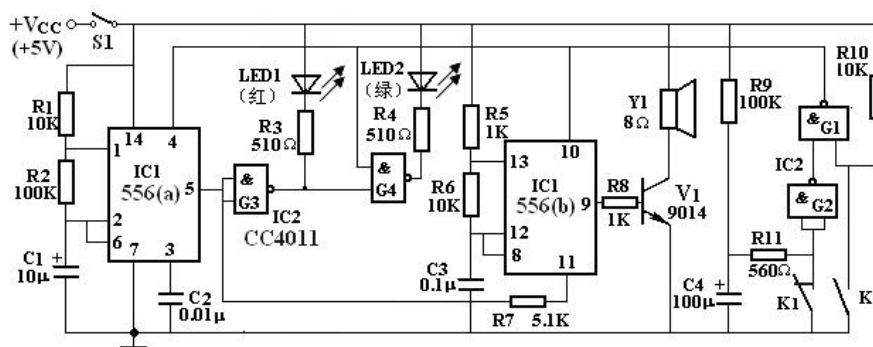 +VCC
(+5V)
S1
R1
10K
R2
100K
C1
+
10μ
14
4
1
IC1
556(a)
5
2
6
7
3
C2
0.01μ
&
G3
IC2
CC4011
LED1
(红)
R3
510Ω
LED2
(绿)
R4
510Ω
&
G4
R5
1K
R6
10K
C3
0.1μ
13
10
IC1
556(b)
9
12
8
11
R7
5.1K
R8
1K
V1
9014
Y1
8Ω
R9
100K
C4
+
100μ
R10
10K
&
G1
IC2
&
G2
R11
560Ω
K1
K